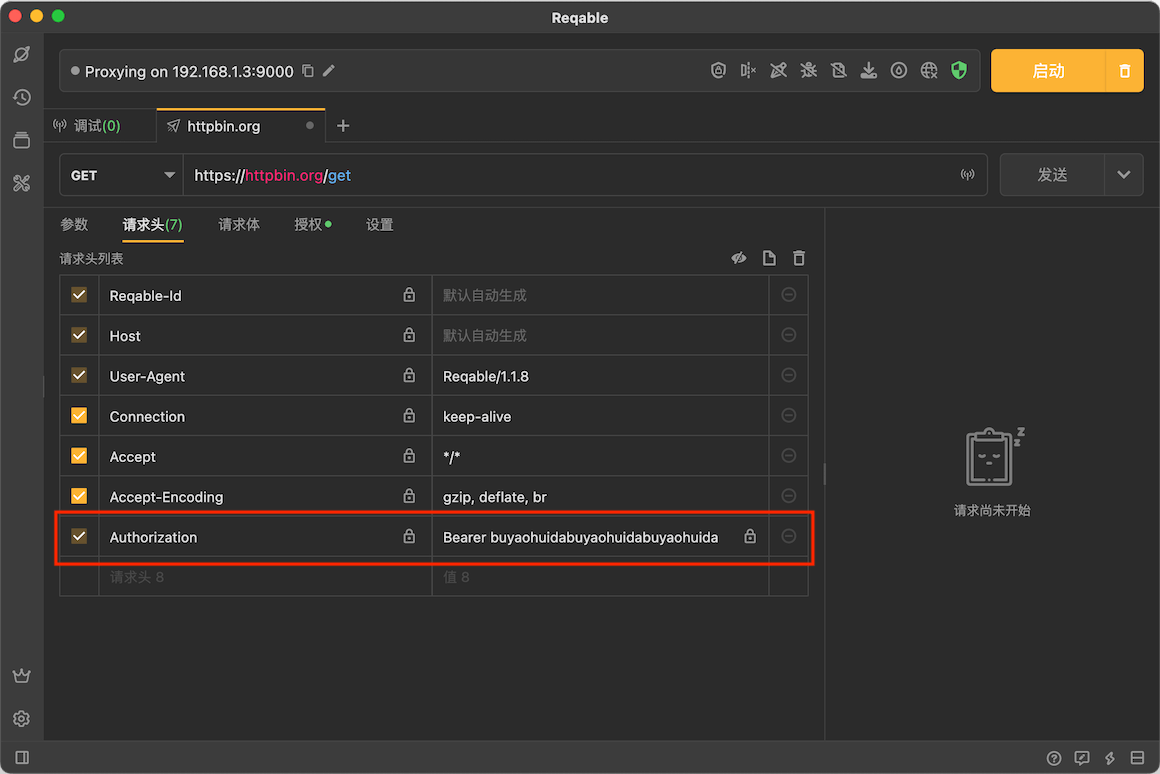 Reqable
Proxying on 192.168.1.3:9000
启动
调试(0)
httpbin.org
GET
https://httpbin.org/get
发送
参数
请求头(7)
请求体
授权
设置
请求头列表
Reqable-Id
默认自动生成
Host
默认自动生成
User-Agent
Reqable/1.1.8
Connection
keep-alive
Accept
*/*
Accept-Encoding
gzip, deflate, br
Authorization
Bearer buyaohuidabuyaohuidabuyaohuida
请求头 8
值 8
请求尚未开始